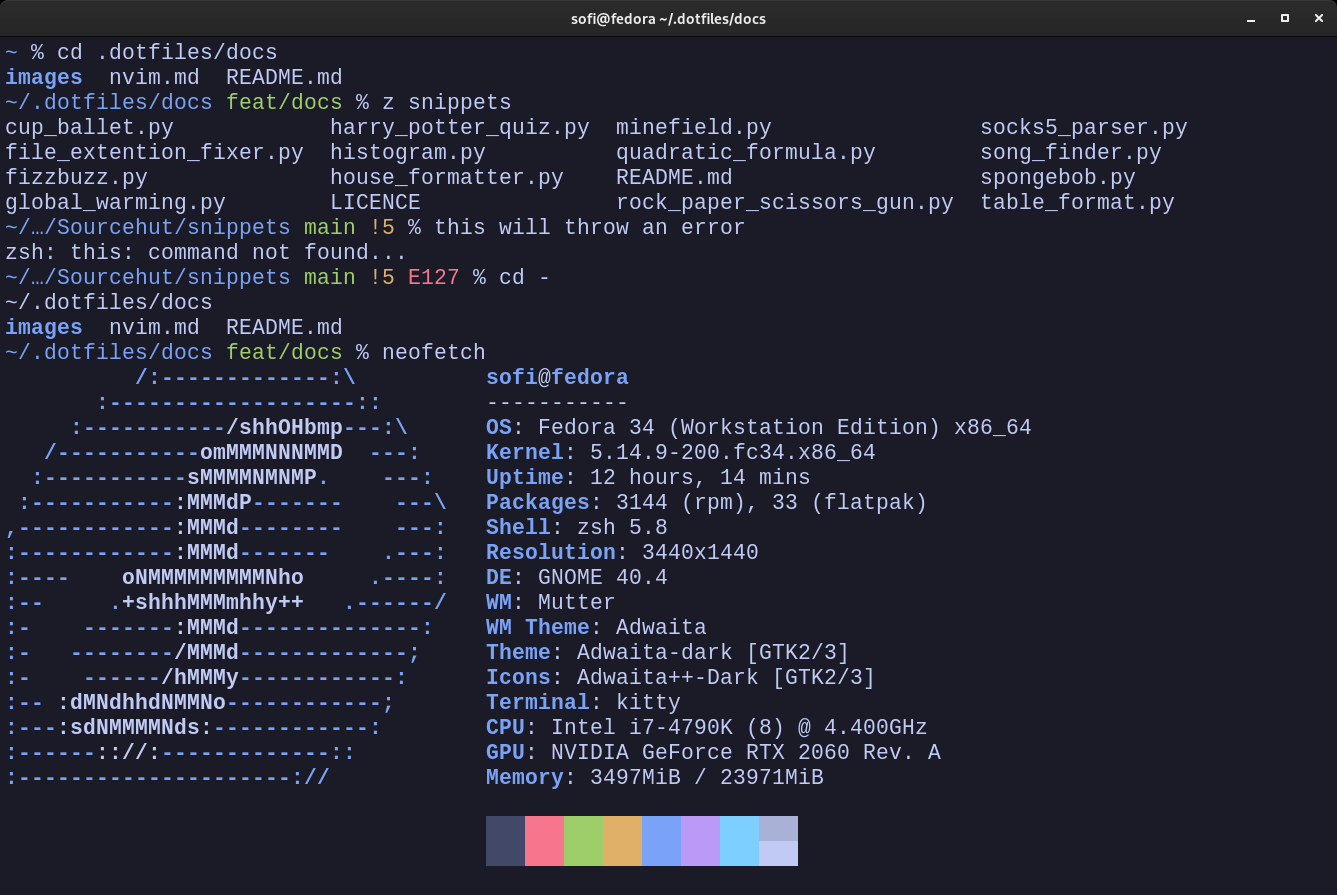 sofi@fedora ~/.dotfiles/docs
~ % cd .dotfiles/docs
images  nvim.md  README.md
~/.dotfiles/docs feat/docs % z snippets
cup_ballet.py            harry_potter_quiz.py  minefield.py                socks5_parser.py
file_extention_fixer.py  histogram.py          quadratic_formula.py        song_finder.py
fizzbuzz.py              house_formatter.py    README.md                   spongebob.py
global_warming.py        LICENCE               rock_paper_scissors_gun.py  table_format.py
~/…/Sourcehut/snippets main !5 % this will throw an error
zsh: this: command not found...
~/…/Sourcehut/snippets main !5 E127 % cd -
~/.dotfiles/docs
images  nvim.md  README.md
~/.dotfiles/docs feat/docs % neofetch
          /:-------------:\          sofi@fedora
       :-------------------::        -----------
     :-----------/shhOHbmp---:\      OS: Fedora 34 (Workstation Edition) x86_64
   /-----------omMMMNNNMMD  ---:     Kernel: 5.14.9-200.fc34.x86_64
  :-----------sMMMMNMNMP.    ---:    Uptime: 12 hours, 14 mins
 :-----------:MMMdP-------    ---\   Packages: 3144 (rpm), 33 (flatpak)
,------------:MMMd--------    ---:   Shell: zsh 5.8
:------------:MMMd-------    .---:   Resolution: 3440x1440
:----    oNMMMMMMMMMNho     .----:   DE: GNOME 40.4
:--     .+shhhMMMmhhy++   .------/   WM: Mutter
:-    -------:MMMd--------------:    WM Theme: Adwaita
:-   --------/MMMd-------------;     Theme: Adwaita-dark [GTK2/3]
:-    ------/hMMMy------------:      Icons: Adwaita++-Dark [GTK2/3]
:-- :dMNdhhdNMMNo------------;       Terminal: kitty
:---:sdNMMMMNds:------------:        CPU: Intel i7-4790K (8) @ 4.400GHz
:------:://:-------------::          GPU: NVIDIA GeForce RTX 2060 Rev. A
:---------------------://            Memory: 3497MiB / 23971MiB